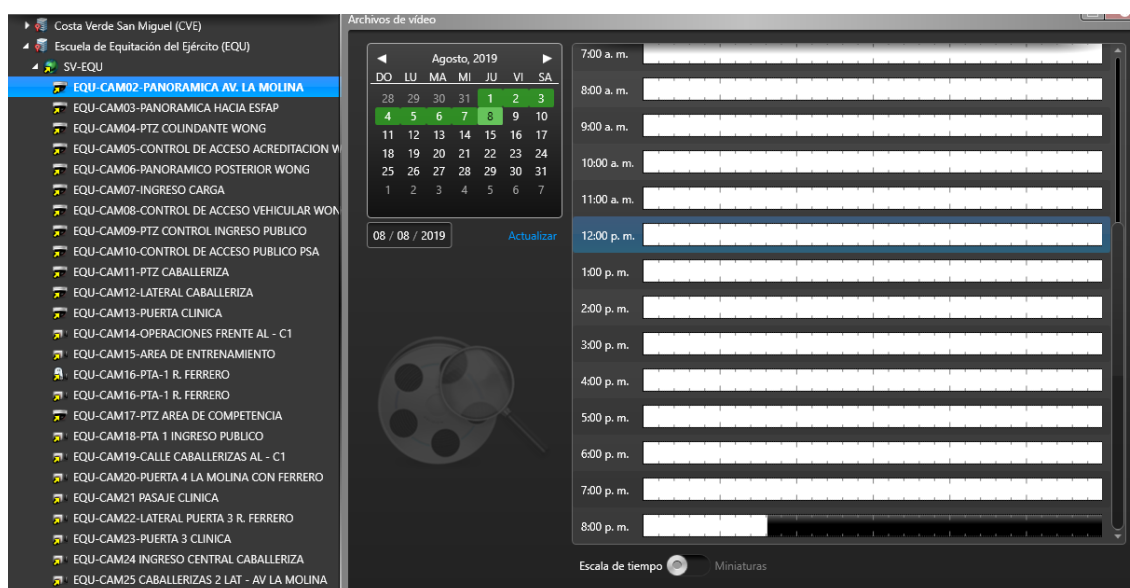 Costa Verde San Miguel (CVE)
Escuela de Equitación del Ejército (EQU)
SV-EQU
EQU-CAM02-PANORAMICA AV. LA MOLINA
EQU-CAM03-PANORAMICA HACIA ESFAP
EQU-CAM04-PTZ COLINDANTE WONG
EQU-CAM05-CONTROL DE ACCESO ACREDITACION W
EQU-CAM06-PANORAMICO POSTERIOR WONG
EQU-CAM07-INGRESO CARGA
EQU-CAM08-CONTROL DE ACCESO VEHICULAR WON
EQU-CAM09-PTZ CONTROL INGRESO PUBLICO
EQU-CAM10-CONTROL DE ACCESO PUBLICO PSA
EQU-CAM11-PTZ CABALLERIZA
EQU-CAM12-LATERAL CABALLERIZA
EQU-CAM13-PUERTA CLINICA
EQU-CAM14-OPERACIONES FRENTE AL - C1
EQU-CAM15-AREA DE ENTRENAMIENTO
EQU-CAM16-PTA-1 R. FERRERO
EQU-CAM16-PTA-1 R. FERRERO
EQU-CAM17-PTZ AREA DE COMPETENCIA
EQU-CAM18-PTA 1 INGRESO PUBLICO
EQU-CAM19-CALLE CABALLERIZAS AL - C1
EQU-CAM20-PUERTA 4 LA MOLINA CON FERRERO
EQU-CAM21 PASAJE CLINICA
EQU-CAM22-LATERAL PUERTA 3 R. FERRERO
EQU-CAM23-PUERTA 3 CLINICA
EQU-CAM24 INGRESO CENTRAL CABALLERIZA
EQU-CAM25 CABALLERIZAS 2 LAT - AV LA MOLINA
Archivos de vídeo
Agosto, 2019
DO LU MA MI JU VI SA
28 29 30 31 1 2 3
4 5 6 7 8 9 10
11 12 13 14 15 16 17
18 19 20 21 22 23 24
25 26 27 28 29 30 31
1 2 3 4 5 6 7
08 / 08 / 2019 Actualizar
7:00 a. m.
8:00 a. m.
9:00 a. m.
10:00 a. m.
11:00 a. m.
12:00 p. m.
1:00 p. m.
2:00 p. m.
3:00 p. m.
4:00 p. m.
5:00 p. m.
6:00 p. m.
7:00 p. m.
8:00 p. m.
Escala de tiempo Miniaturas